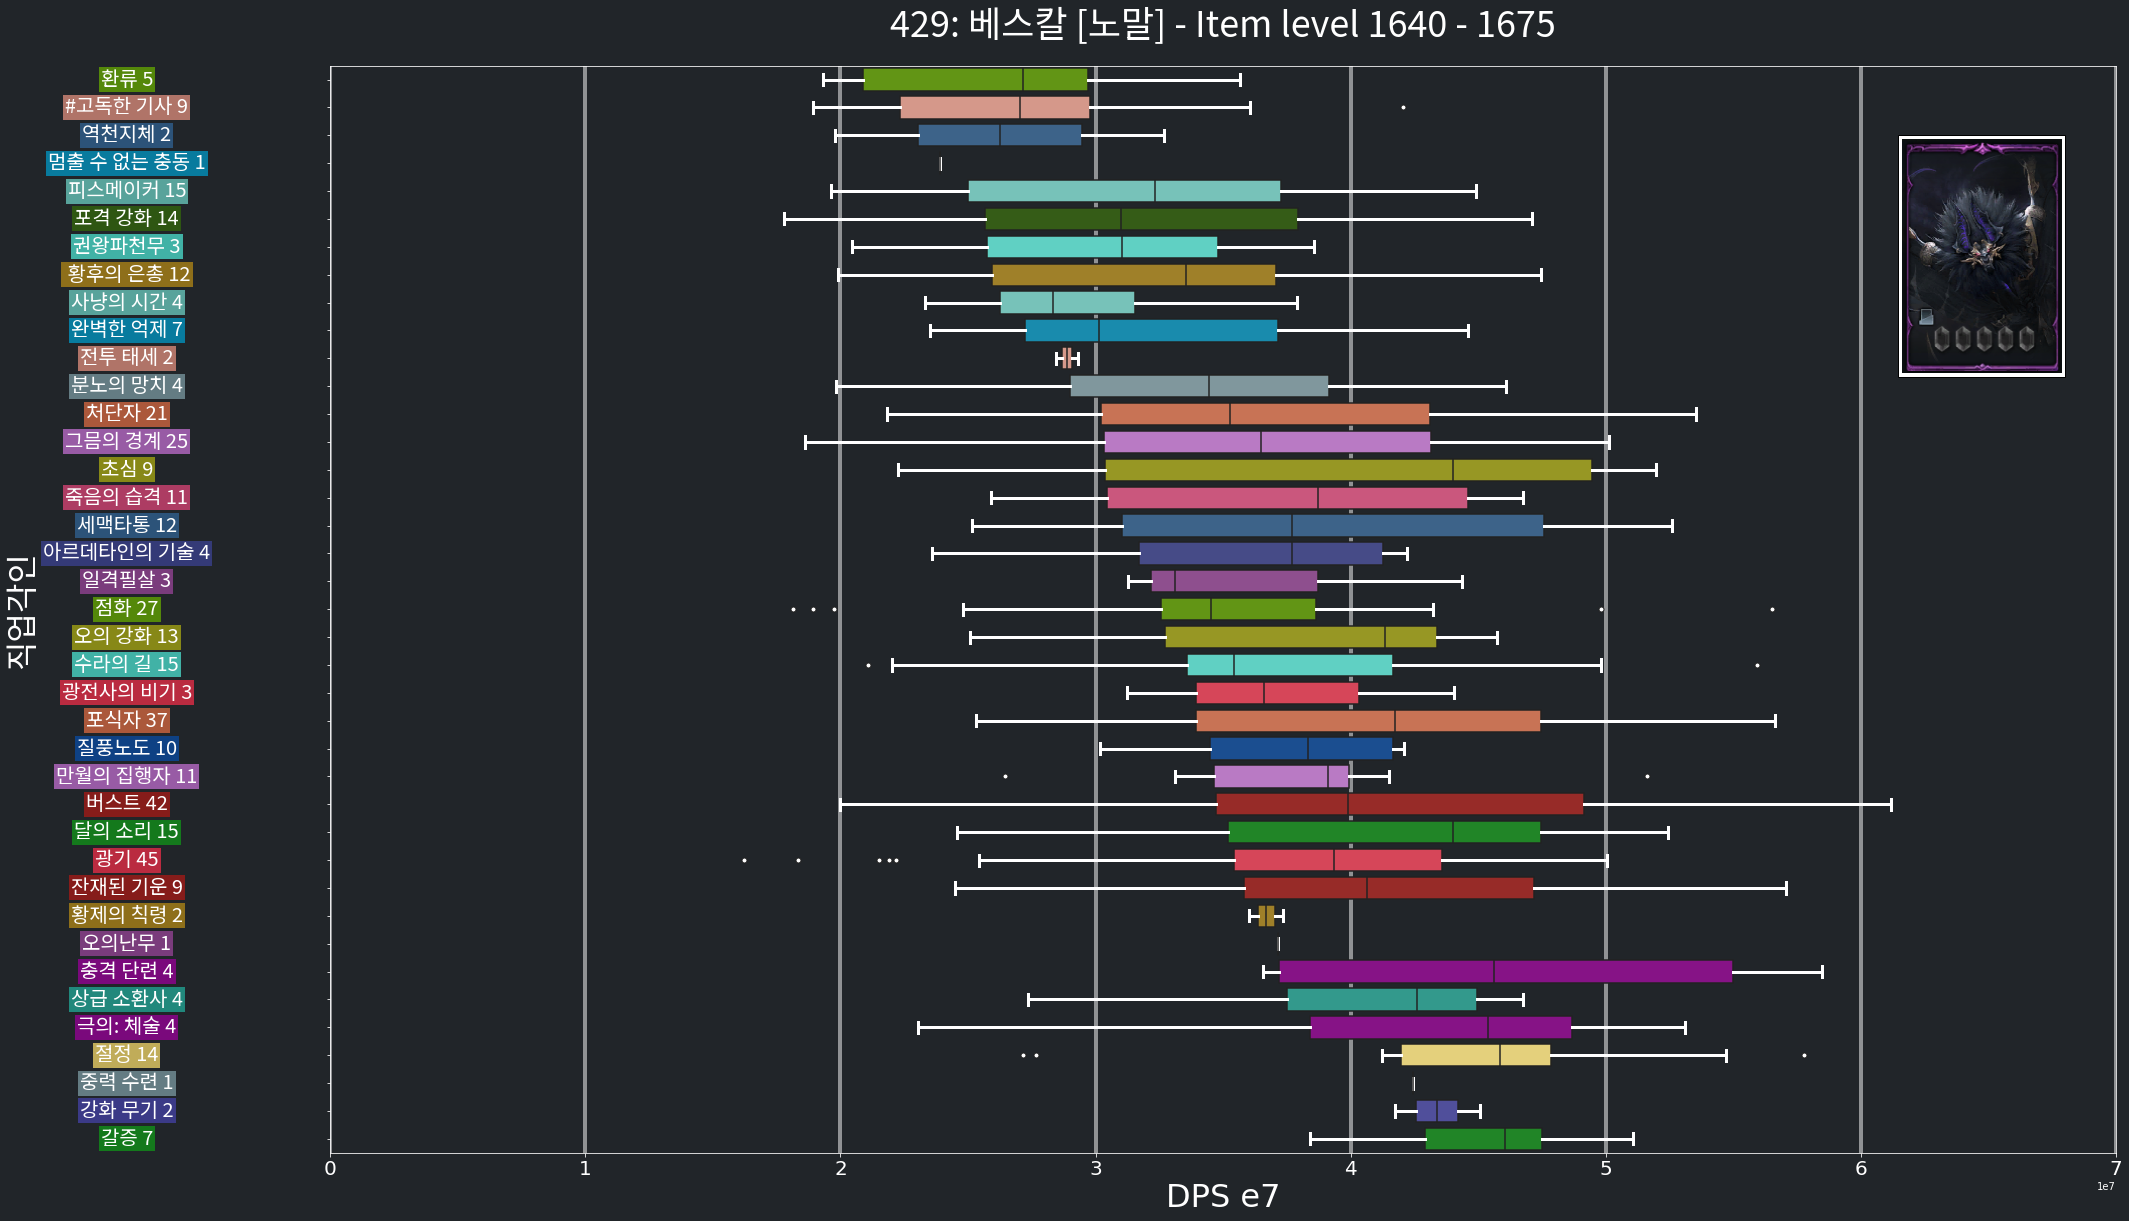 429: 베스칼 [노말] - Item level 1640 - 1675
환류 5
#고독한 기사 9
역천지체 2
멈출 수 없는 충동 1
피스메이커 15
포격 강화 14
권왕파천무 3
황후의 은총 12
사냥의 시간 4
완벽한 억제 7
전투 태세 2
분노의 망치 4
처단자 21
그믐의 경계 25
초심 9
죽음의 습격 11
세맥타통 12
아르데타인의 기술 4
일격필살 3
점화 27
오의 강화 13
수라의 길 15
광전사의 비기 3
포식자 37
질풍노도 10
만월의 집행자 11
버스트 42
달의 소리 15
광기 45
잔재된 기운 9
황제의 칙령 2
오의난무 1
충격 단련 4
상급 소환사 4
극의: 체술 4
절정 14
중력 수련 1
강화 무기 2
갈증 7
직업각인
0 1 2 3 4 5 6 7
1e7
DPS e7